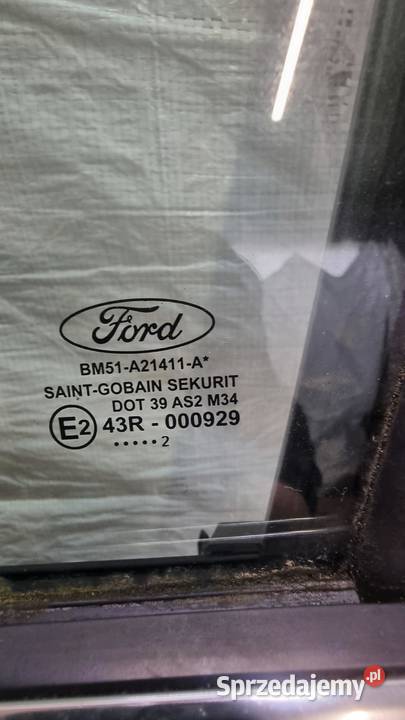 Ford
BM51-A21411-A*
SAINT-GOBAIN SEKURIT
DOT 39 AS2 M34
E2 43R - 000929
••••• 2
Sprzedajemy.pl